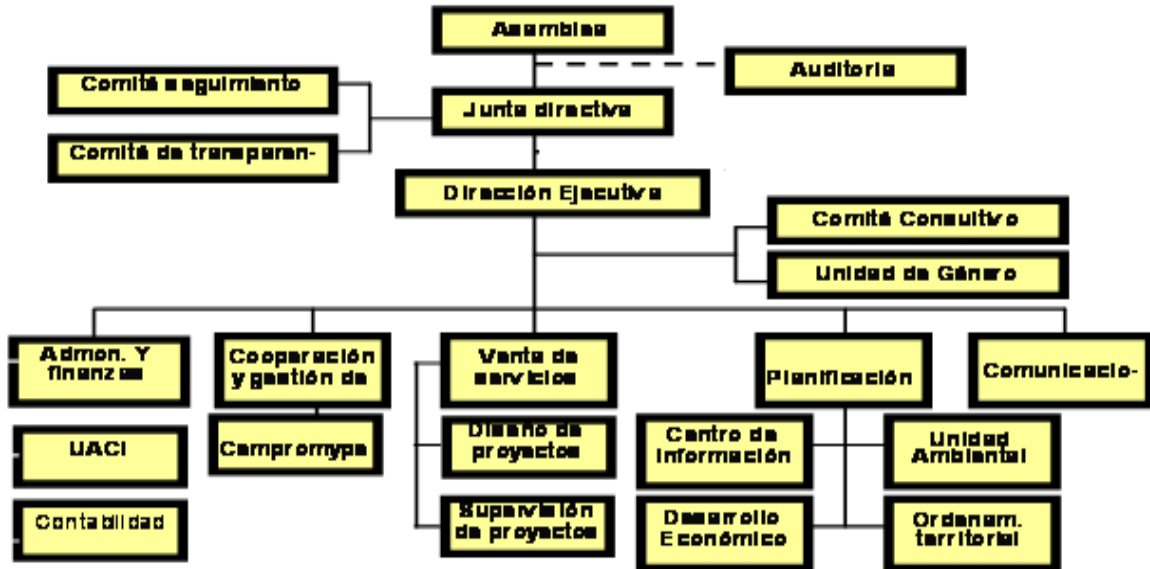 Asamblea
Auditoria
Comité seguimiento
Junta directiva
Comité de transparen-
Dirección Ejecutiva
Comité Consultivo
Unidad de Género
Admon. Y
finanzas
Cooperación
y gestión de
Venta de
servicios
Planificación
Comunicacio-
UACI
Campromype
Diseño de
proyectos
Centro de
información
Unidad
Ambiental
Contabilidad
Supervisión
de proyectos
Desarrollo
Económico
Ordenam.
territorial